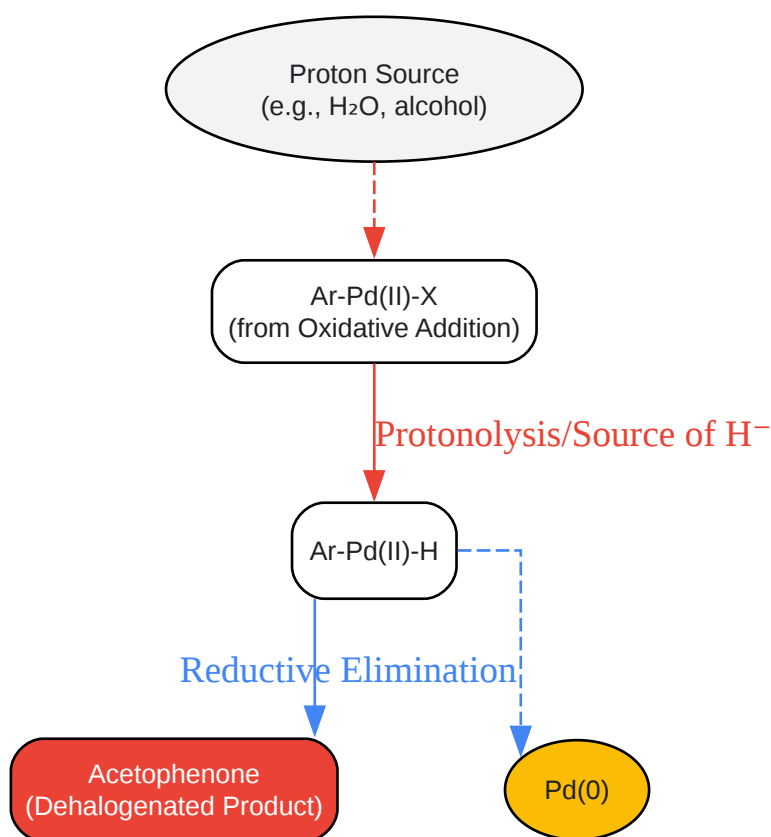 Proton Source
(e.g., H₂O, alcohol)
Ar-Pd(II)-X
(from Oxidative Addition)
Protonolysis/Source of H⁻
Ar-Pd(II)-H
Reductive Elimination
Acetophenone
(Dehalogenated Product)
Pd(0)